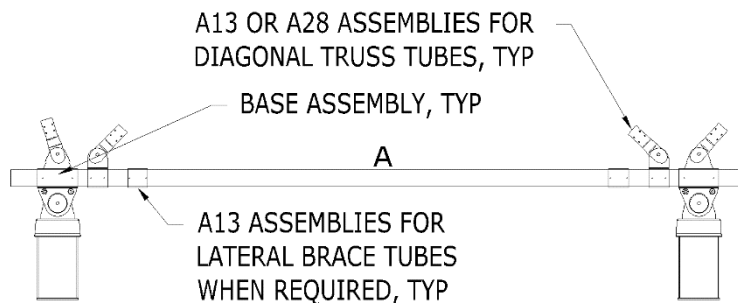 A13 OR A28 ASSEMBLIES FOR
DIAGONAL TRUSS TUBES, TYP
BASE ASSEMBLY, TYP
A
A13 ASSEMBLIES FOR
LATERAL BRACE TUBES
WHEN REQUIRED, TYP